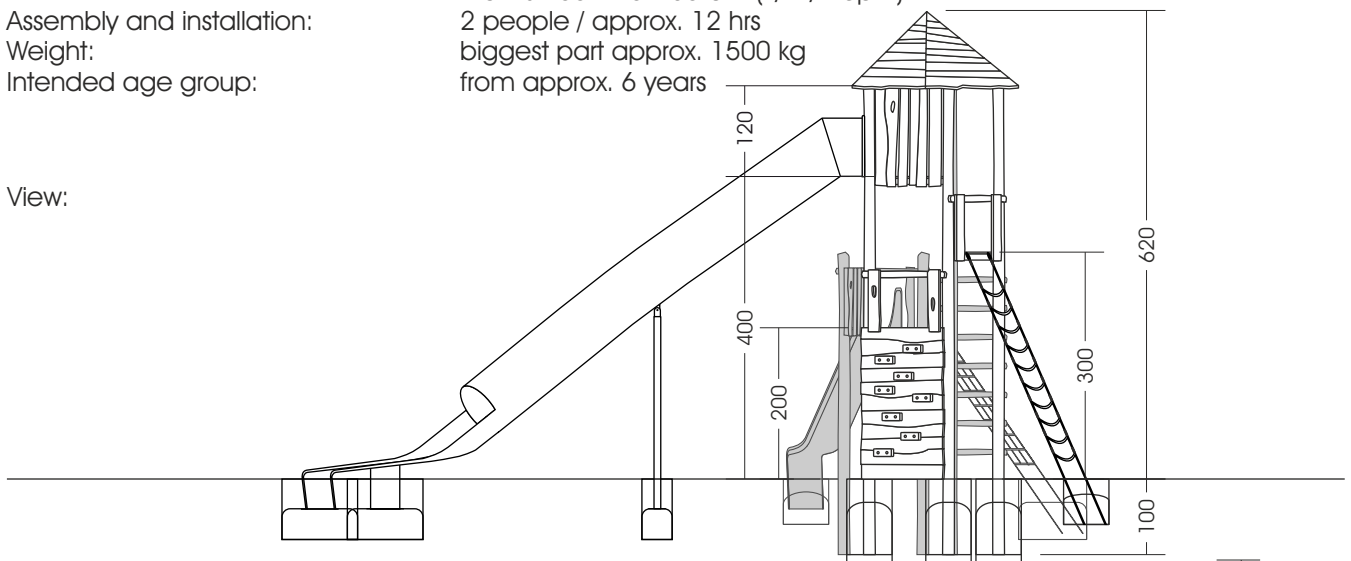 Assembly and installation: 2 people / approx. 12 hrs
Weight: biggest part approx. 1500 kg
Intended age group: from approx. 6 years
View:
120
400
200
300
620
100